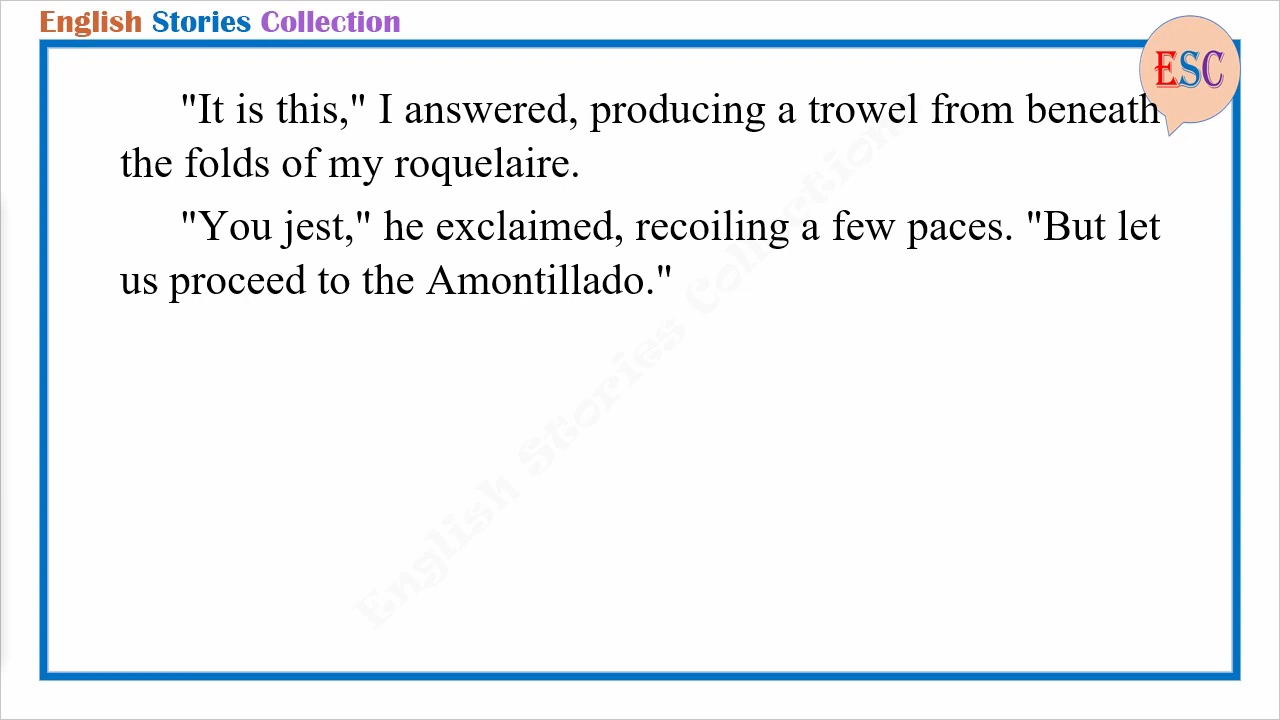 English Stories Collection
ESC
"It is this," I answered, producing a trowel from beneath
the folds of my roquelaire.
"You jest," he exclaimed, recoiling a few paces. "But let
us proceed to the Amontillado."
English Stories Collection